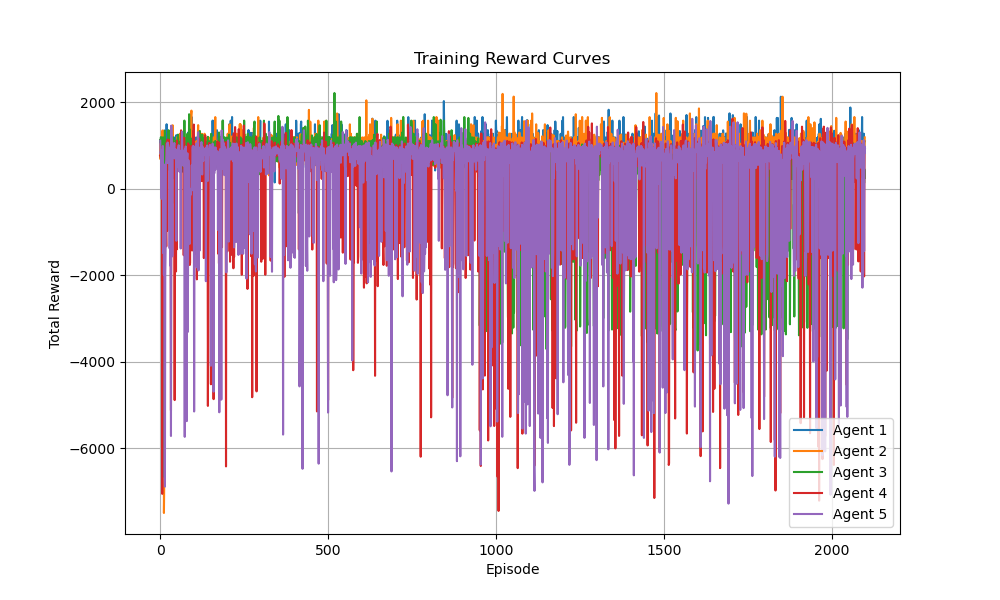 Training Reward Curves
Total Reward
2000
0
−2000
−4000
−6000
0
500
1000
1500
2000
Episode
Agent 1
Agent 2
Agent 3
Agent 4
Agent 5